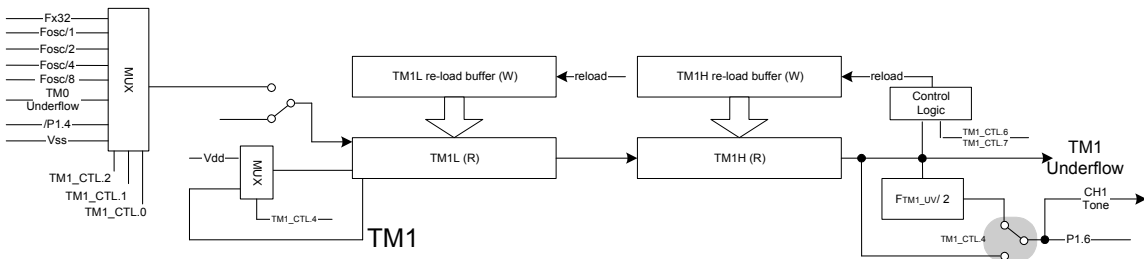 Fx32
Fosc/1
Fosc/2
Fosc/4
Fosc/8
TM0
Underflow
/P1.4
Vss
MUX
TM1_CTL.2
TM1_CTL.1
TM1_CTL.0
TM1L re-load buffer (W)
reload
TM1H re-load buffer (W)
reload
Control
Logic
TM1_CTL.6
TM1_CTL.7
TM1L (R)
TM1H (R)
TM1
Underflow
Vdd
MUX
TM1_CTL.4
TM1
FTM1_UV/ 2
CH1
Tone
TM1_CTL.4
P1.6